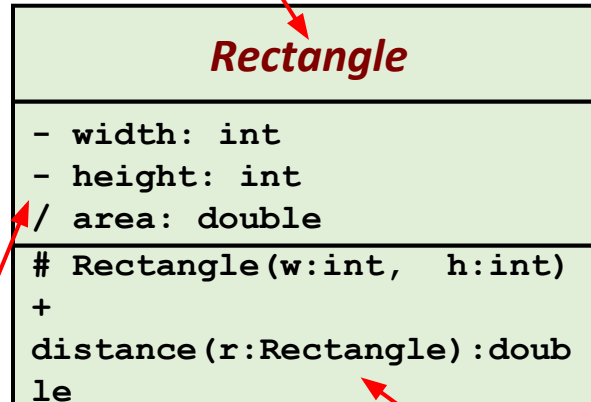 Rectangle
- width: int
- height: int
/ area: double
# Rectangle(w:int, h:int)
+
distance(r:Rectangle):doub
le